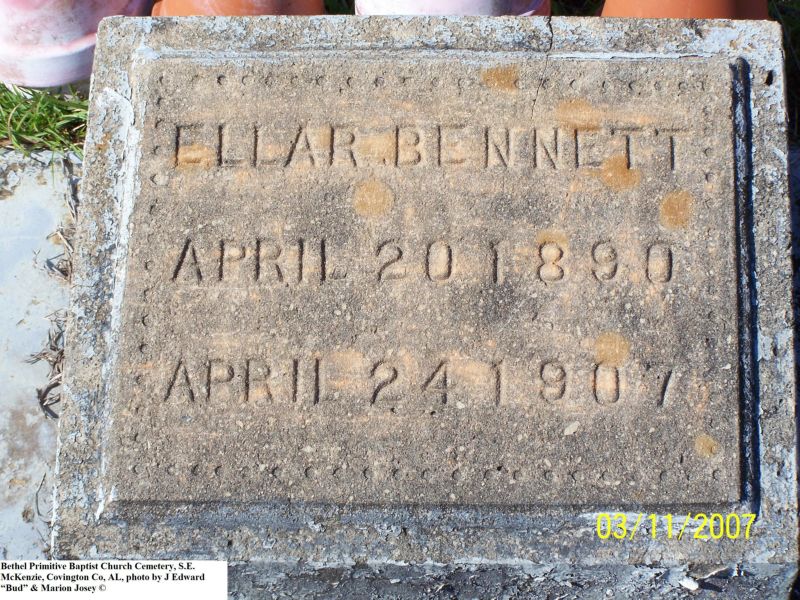 ELLAR BENNETT
APRIL 20 1890
APRIL 24 1907
03/11/2007
Bethel Primitive Baptist Church Cemetery, S.E.
McKenzie, Covington Co, AL, photo by J Edward
“Bud” & Marion Josey ©